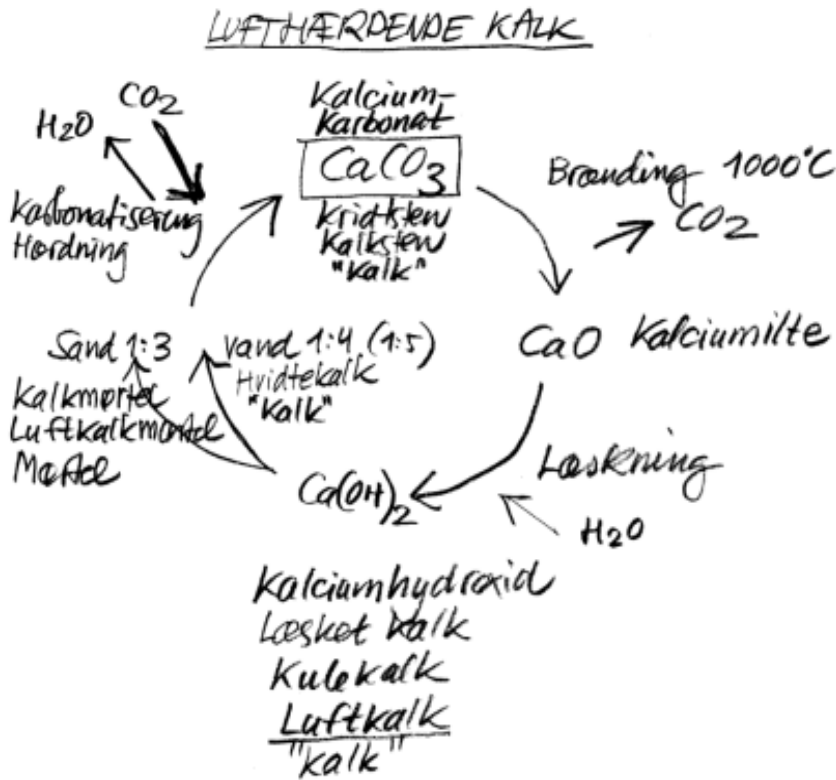 LUFTHÆRDENDE KALK
CO2
H2O
Karbonatisering
Hærdning
Kalcium-
karbonat
CaCO3
Kridtsten
Kalksten
"Kalk"
Brænding 1000°C
CO2
CaO Kalciumilte
Læskning
H2O
Sand 1:3
Kalkmørtel
Luftkalkmørtel
Mørtel
vand 1:4 (1:5)
Hvidtekalk
"Kalk"
Ca(OH)2
Kalciumhydroxid
Læsket kalk
Kulekalk
Luftkalk
"kalk"